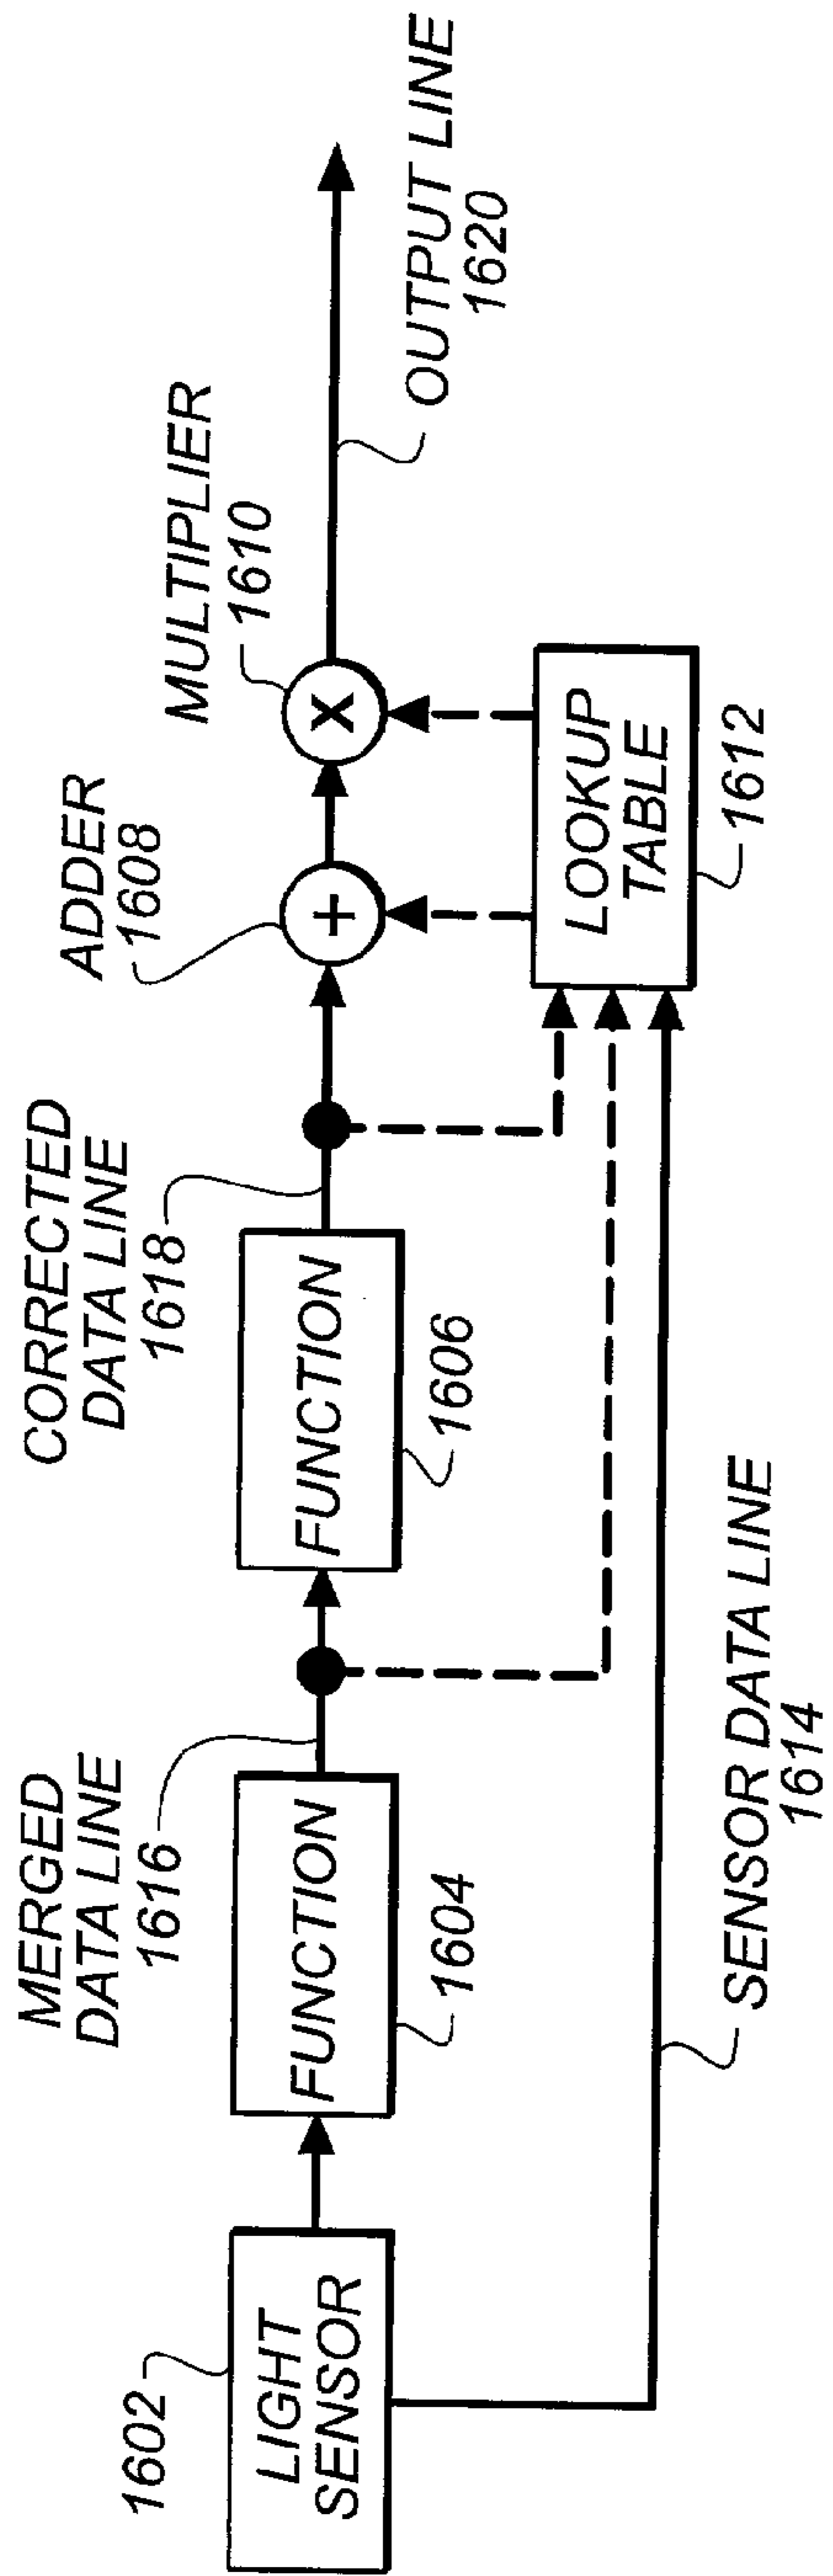 1602
LIGHT
SENSOR
MERGED
DATA LINE
1616
FUNCTION
1604
CORRECTED
DATA LINE
1618
FUNCTION
1606
ADDER
1608
+
MULTIPLIER
1610
X
LOOKUP
TABLE
1612
OUTPUT LINE
1620
SENSOR DATA LINE
1614